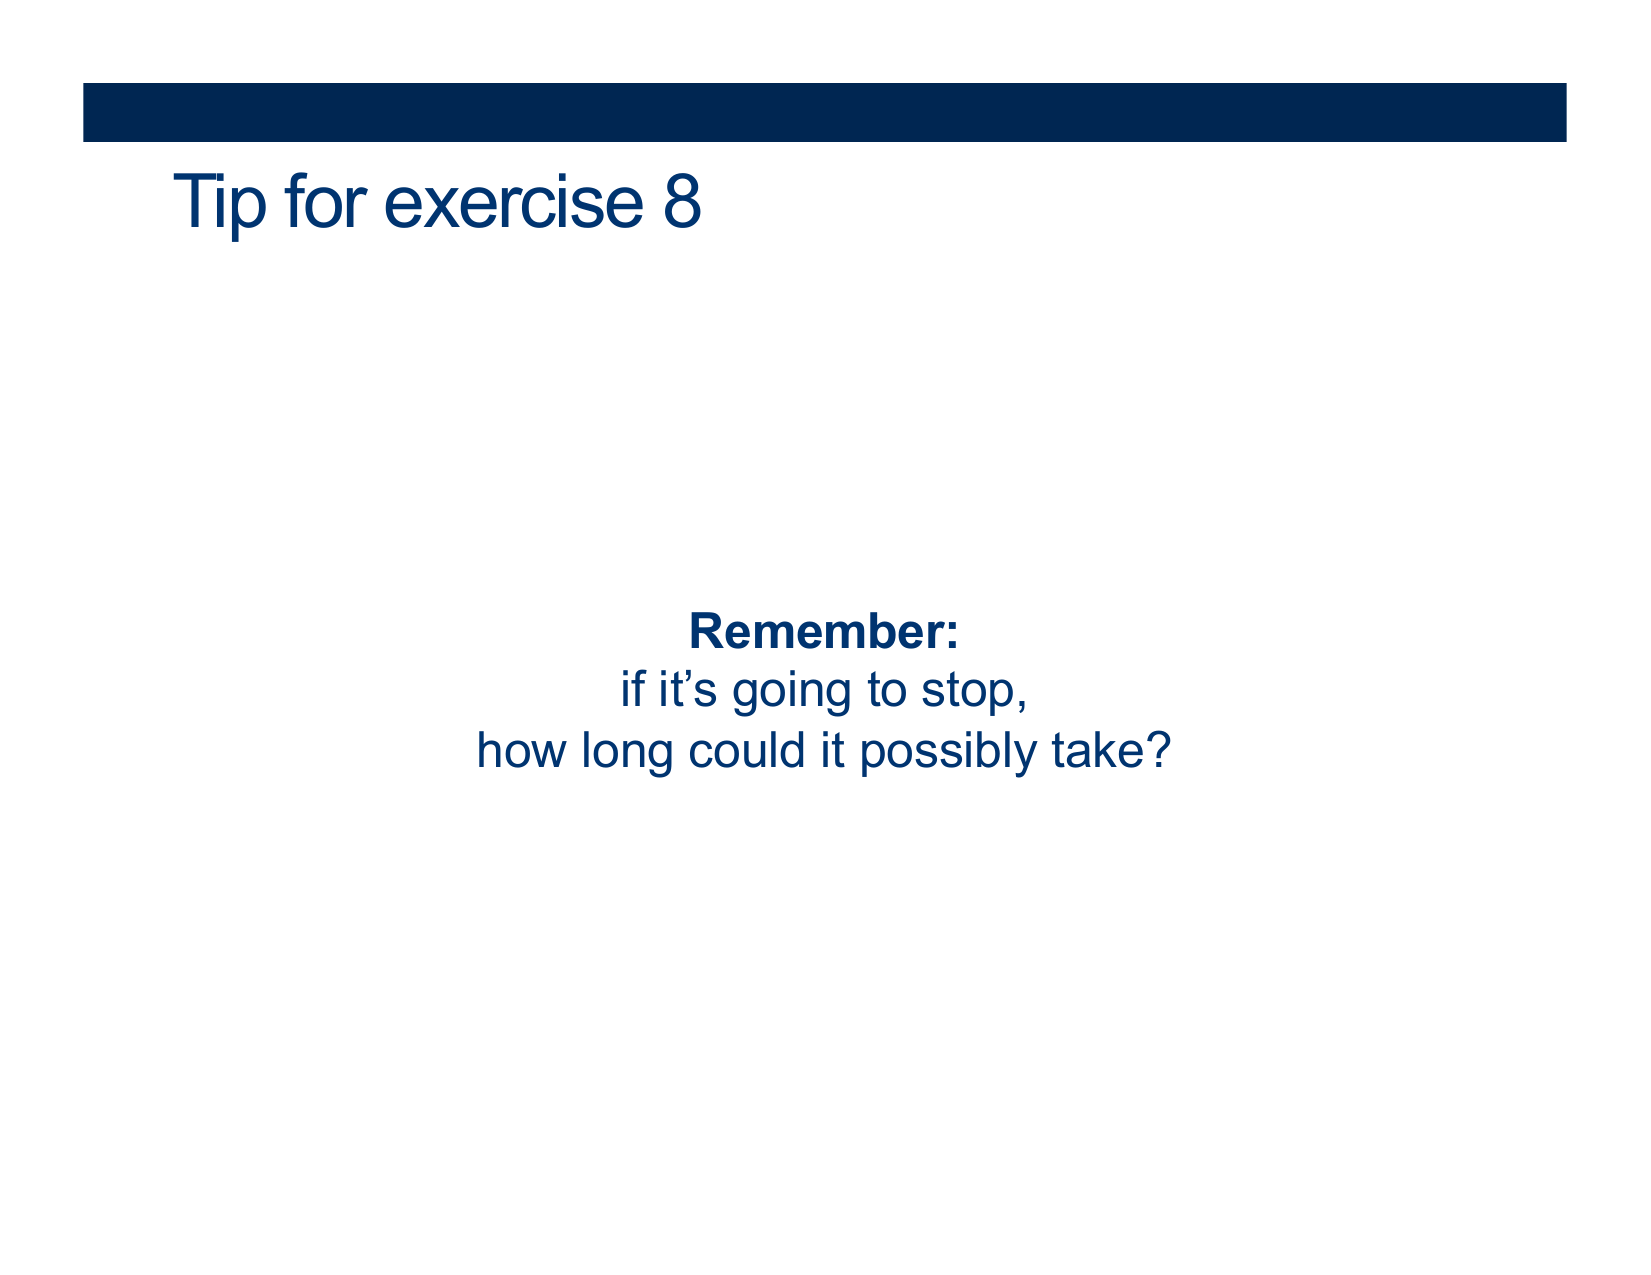 Tip for exercise 8
Remember:
if it’s going to stop,
how long could it possibly take?